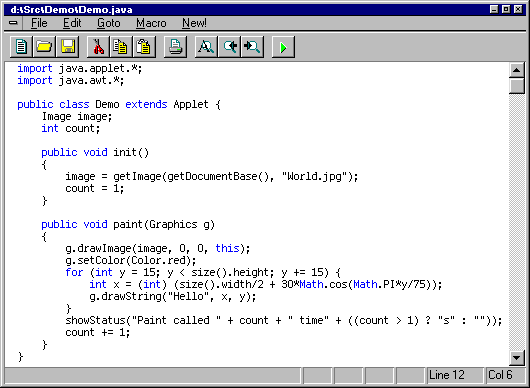 d:\Src\Demo\Demo.java
File Edit Goto Macro New!
import java.applet.*;
import java.awt.*;
public class Demo extends Applet {
Image image;
int count;
public void init()
{
image = getImage(getDocumentBase(), "World.jpg");
count = 1;
}
public void paint(Graphics g)
{
g.drawImage(image, 0, 0, this);
g.setColor(Color.red);
for (int y = 15; y < size().height; y += 15) {
int x = (int) (size().width/2 + 30*Math.cos(Math.PI*y/75));
g.drawString("Hello", x, y);
}
showStatus("Paint called " + count + " time" + ((count > 1) ? "s" : ""));
count += 1;
}
}
Line 12 Col 6